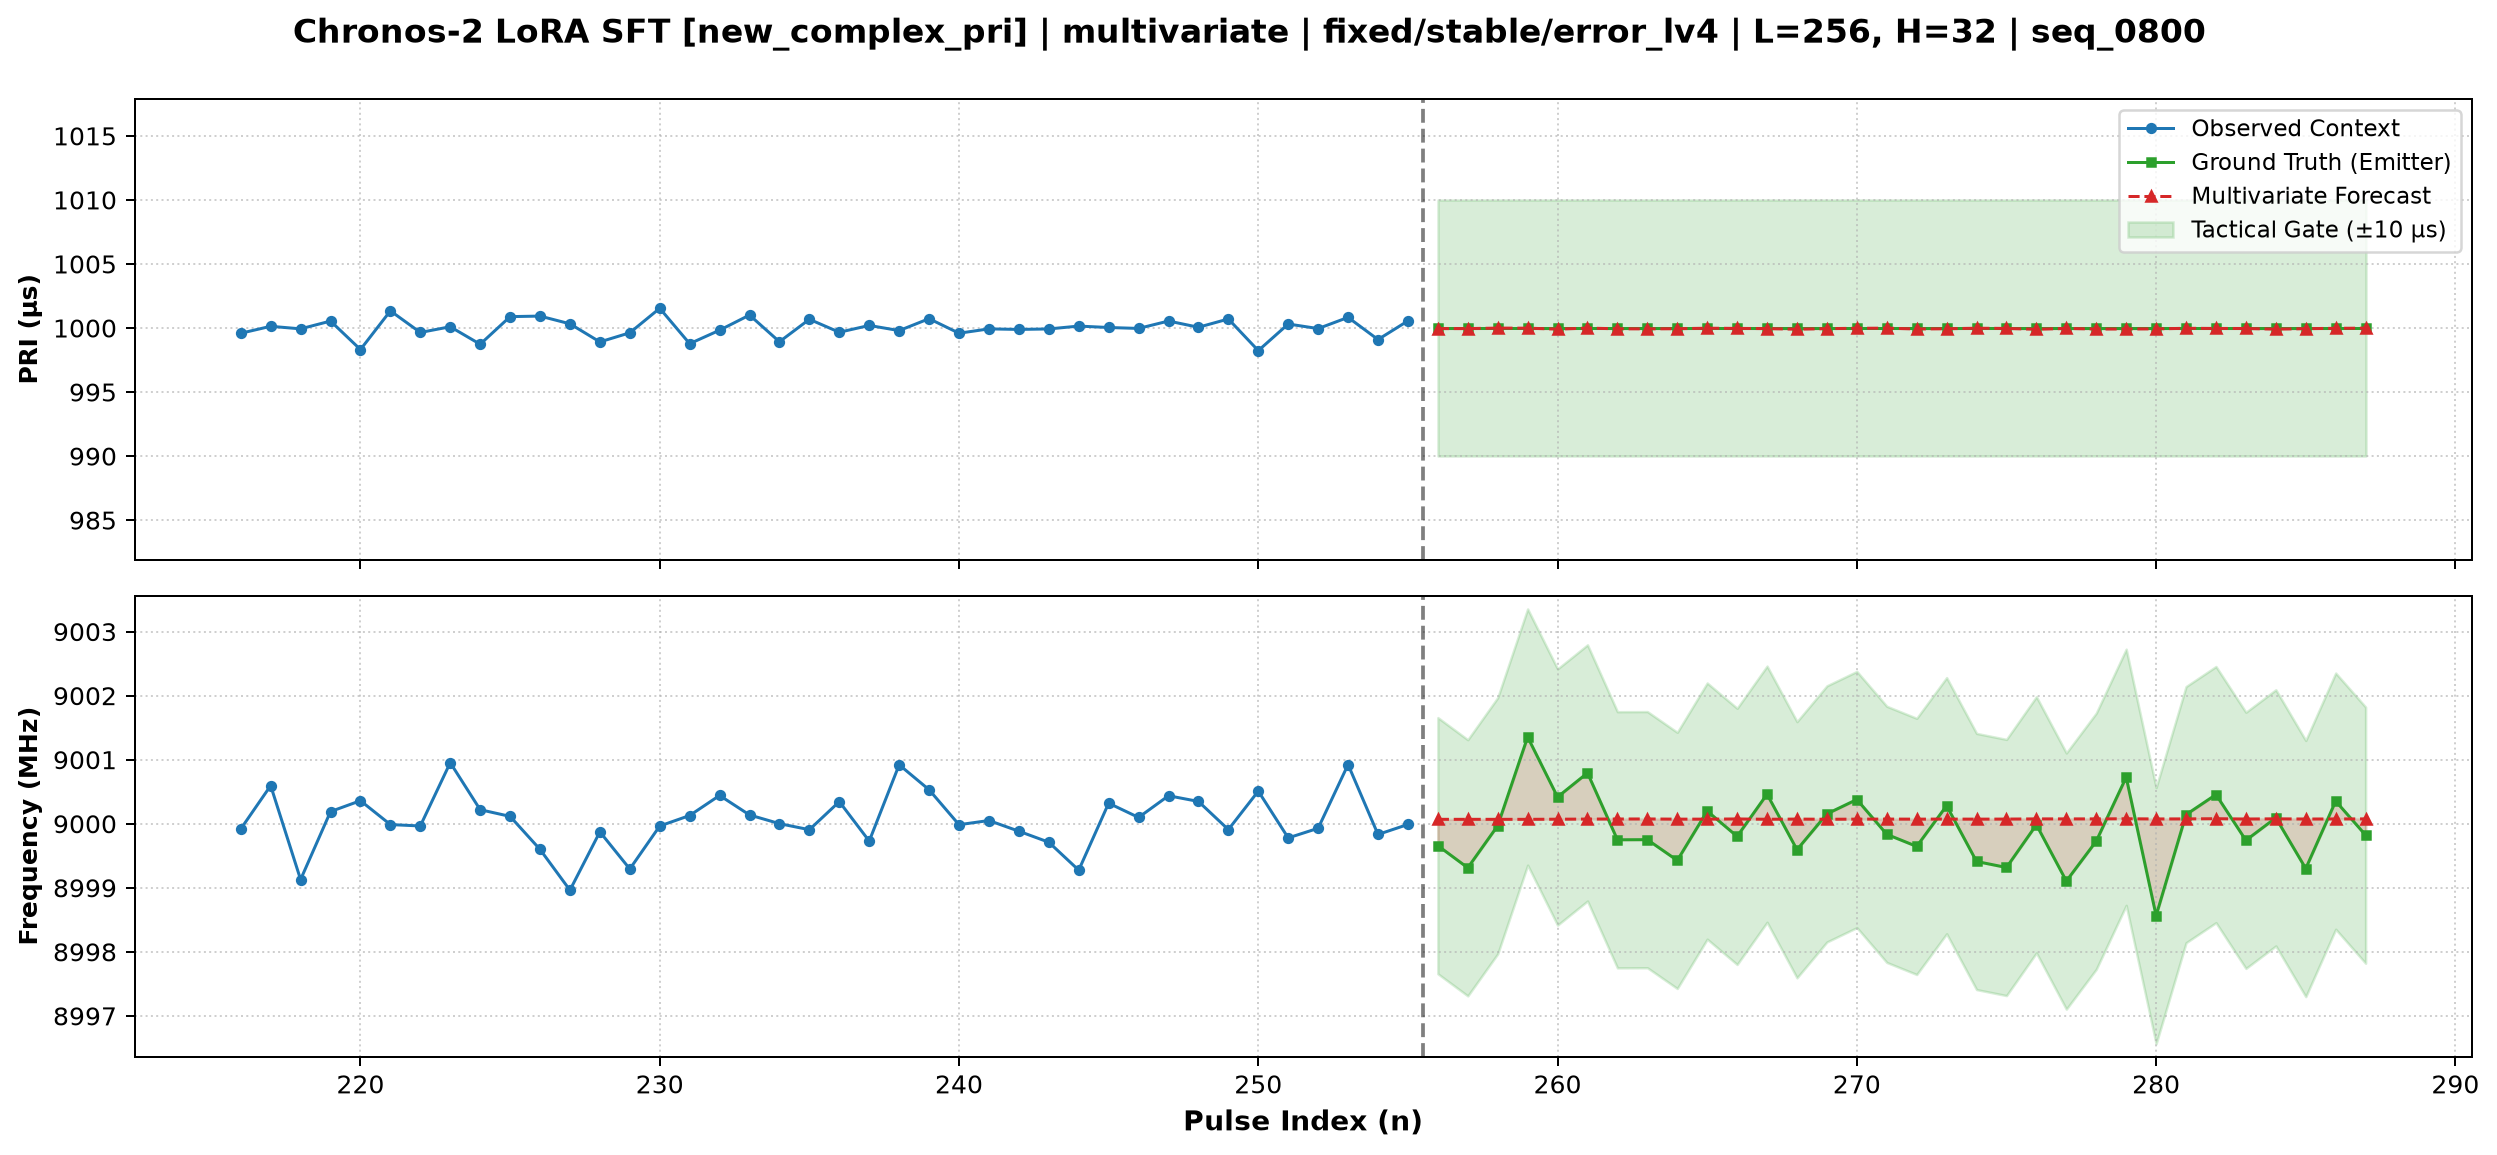 Chronos-2 LoRA SFT [new_complex_pri] | multivariate | fixed/stable/error_lv4 | L=256, H=32 | seq_0800
PRI (µs)
1015
1010
1005
1000
995
990
985
Observed Context
Ground Truth (Emitter)
Multivariate Forecast
Tactical Gate (±10 µs)
Frequency (MHz)
9003
9002
9001
9000
8999
8998
8997
220 230 240 250 260 270 280 290
Pulse Index (n)